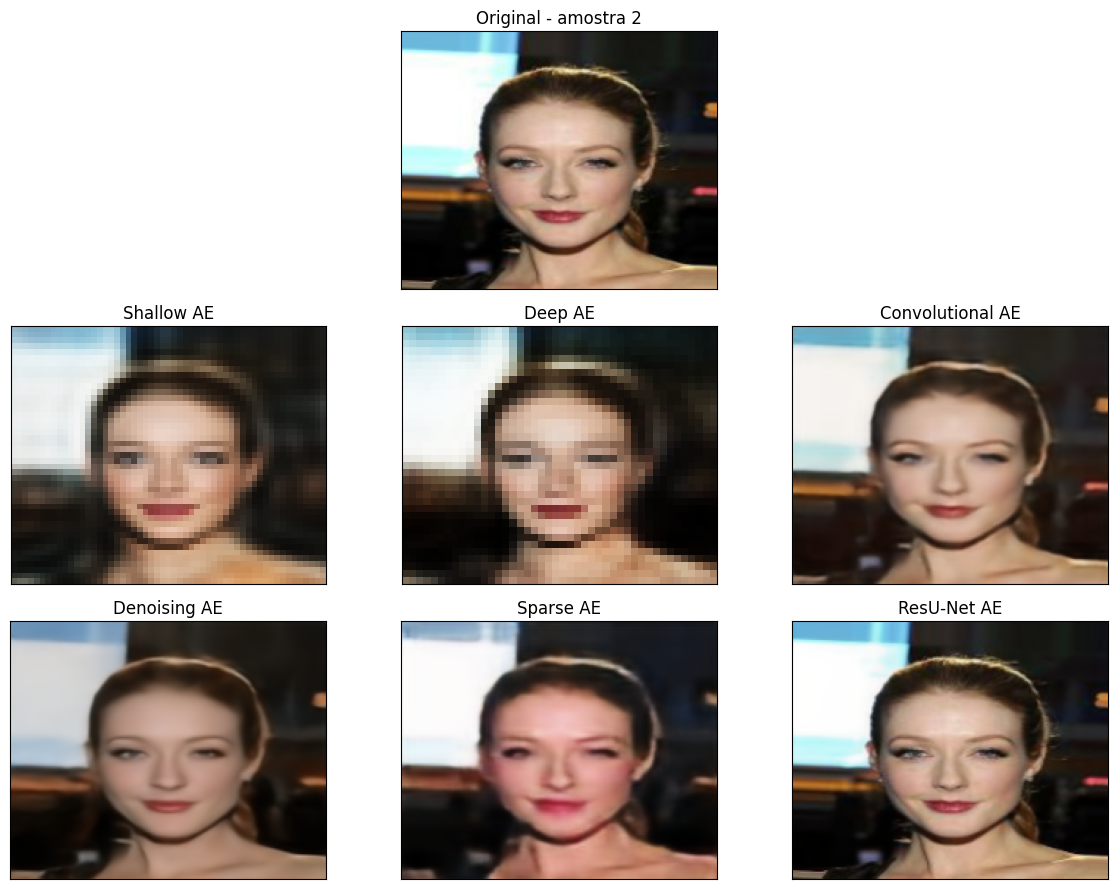 Original - amostra 2
Shallow AE
Deep AE
Convolutional AE
Denoising AE
Sparse AE
ResU-Net AE